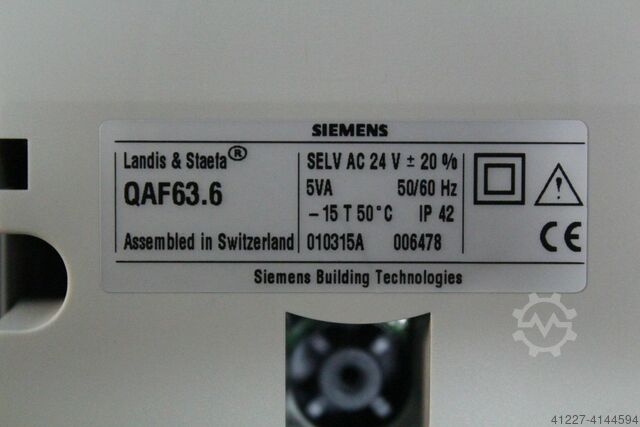 SIEMENS
Landis & Staefa®
QAF63.6
Assembled in Switzerland
SELV AC 24 V ± 20 %
5VA 50/60 Hz
– 15 T 50°C IP 42
010315A 006478
!
CE
Siemens Building Technologies
41227-4144594